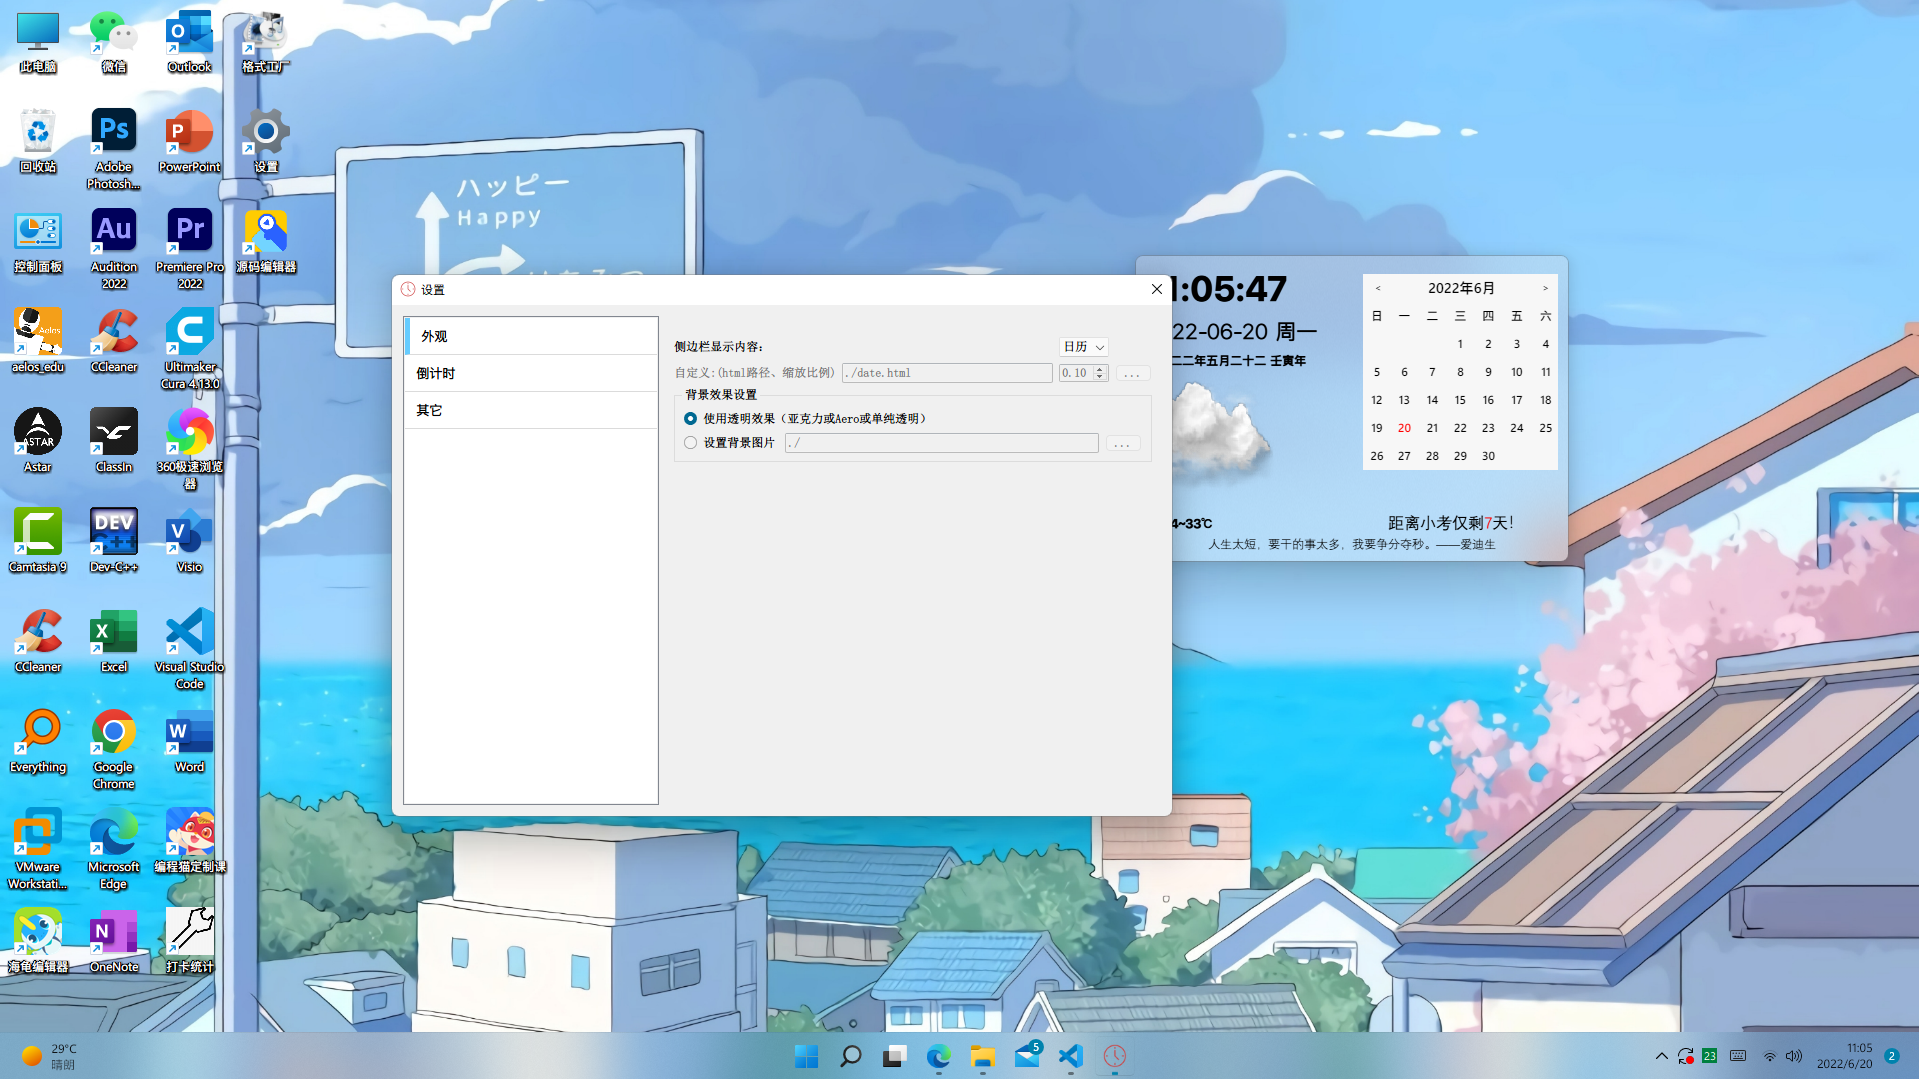 此电脑
微信
Outlook
格式工厂
回收站
Adobe
Photosh...
PowerPoint
设置
控制面板
Audition
2022
Premiere Pro
2022
源码编辑器
aelos_edu
CCleaner
Ultimaker
Cura 4.13.0
Astar
ClassIn
360极速浏览
器
Camtasia 9
Dev-C++
Visio
CCleaner
Excel
Visual Studio
Code
Everything
Google
Chrome
Word
VMware
Workstati...
Microsoft
Edge
编程猫定制课
海龟编辑器
OneNote
打卡统计
Ps
P
Au
Pr
Aelos
ASTAR
DEV
C++
V
X
W
N
O
ハッピー
Happy
设置
外观
倒计时
其它
侧边栏显示内容:
日历
自定义:(html路径、缩放比例)
./date.html
0.10
...
背景效果设置
使用透明效果（亚克力或Aero或单纯透明）
设置背景图片
./
...
1:05:47
22-06-20 周一
二二年五月二十二 壬寅年
4~33℃
< 2022年6月 >
日 一 二 三 四 五 六
1 2 3 4
5 6 7 8 9 10 11
12 13 14 15 16 17 18
19 20 21 22 23 24 25
26 27 28 29 30
距离小考仅剩7天!
人生太短，要干的事太多，我要争分夺秒。——爱迪生
29°C
晴朗
5
23
11:05
2022/6/20
2